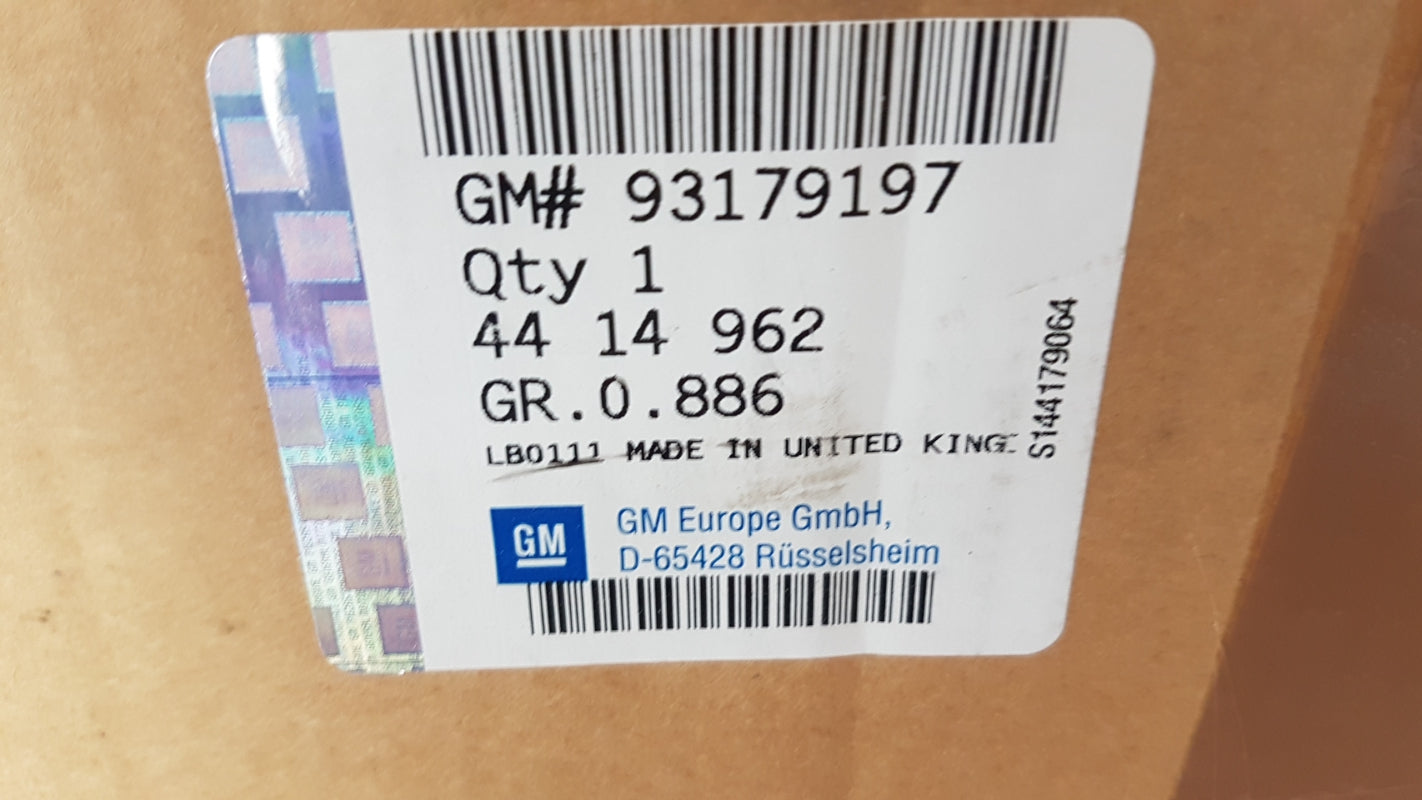 GM# 93179197
Qty 1
44 14 962
GR.0.886
LB0111 MADE IN UNITED KING
S144179064
GM
GM Europe GmbH,
D-65428 Rüsselsheim